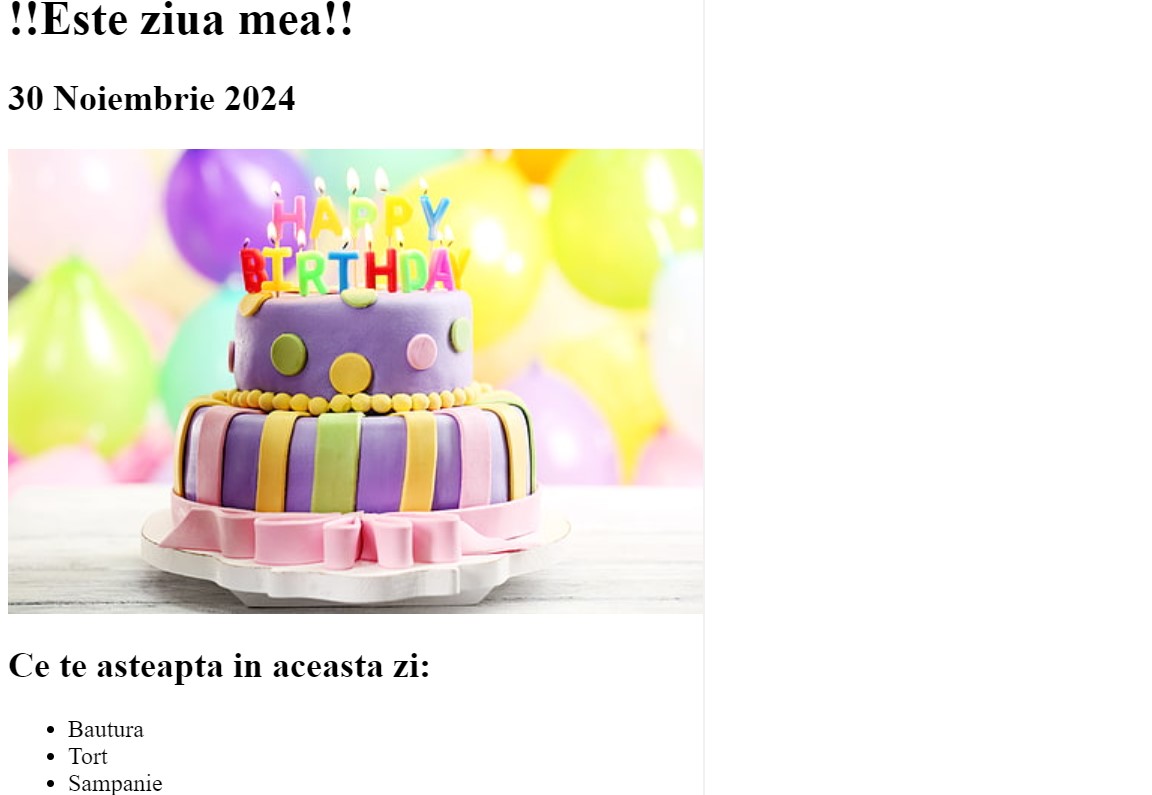 !!Este ziua mea!!
30 Noiembrie 2024
HAPPY
BIRTHDAY
Ce te asteapta in aceasta zi:
• Bautura
• Tort
• Sampanie